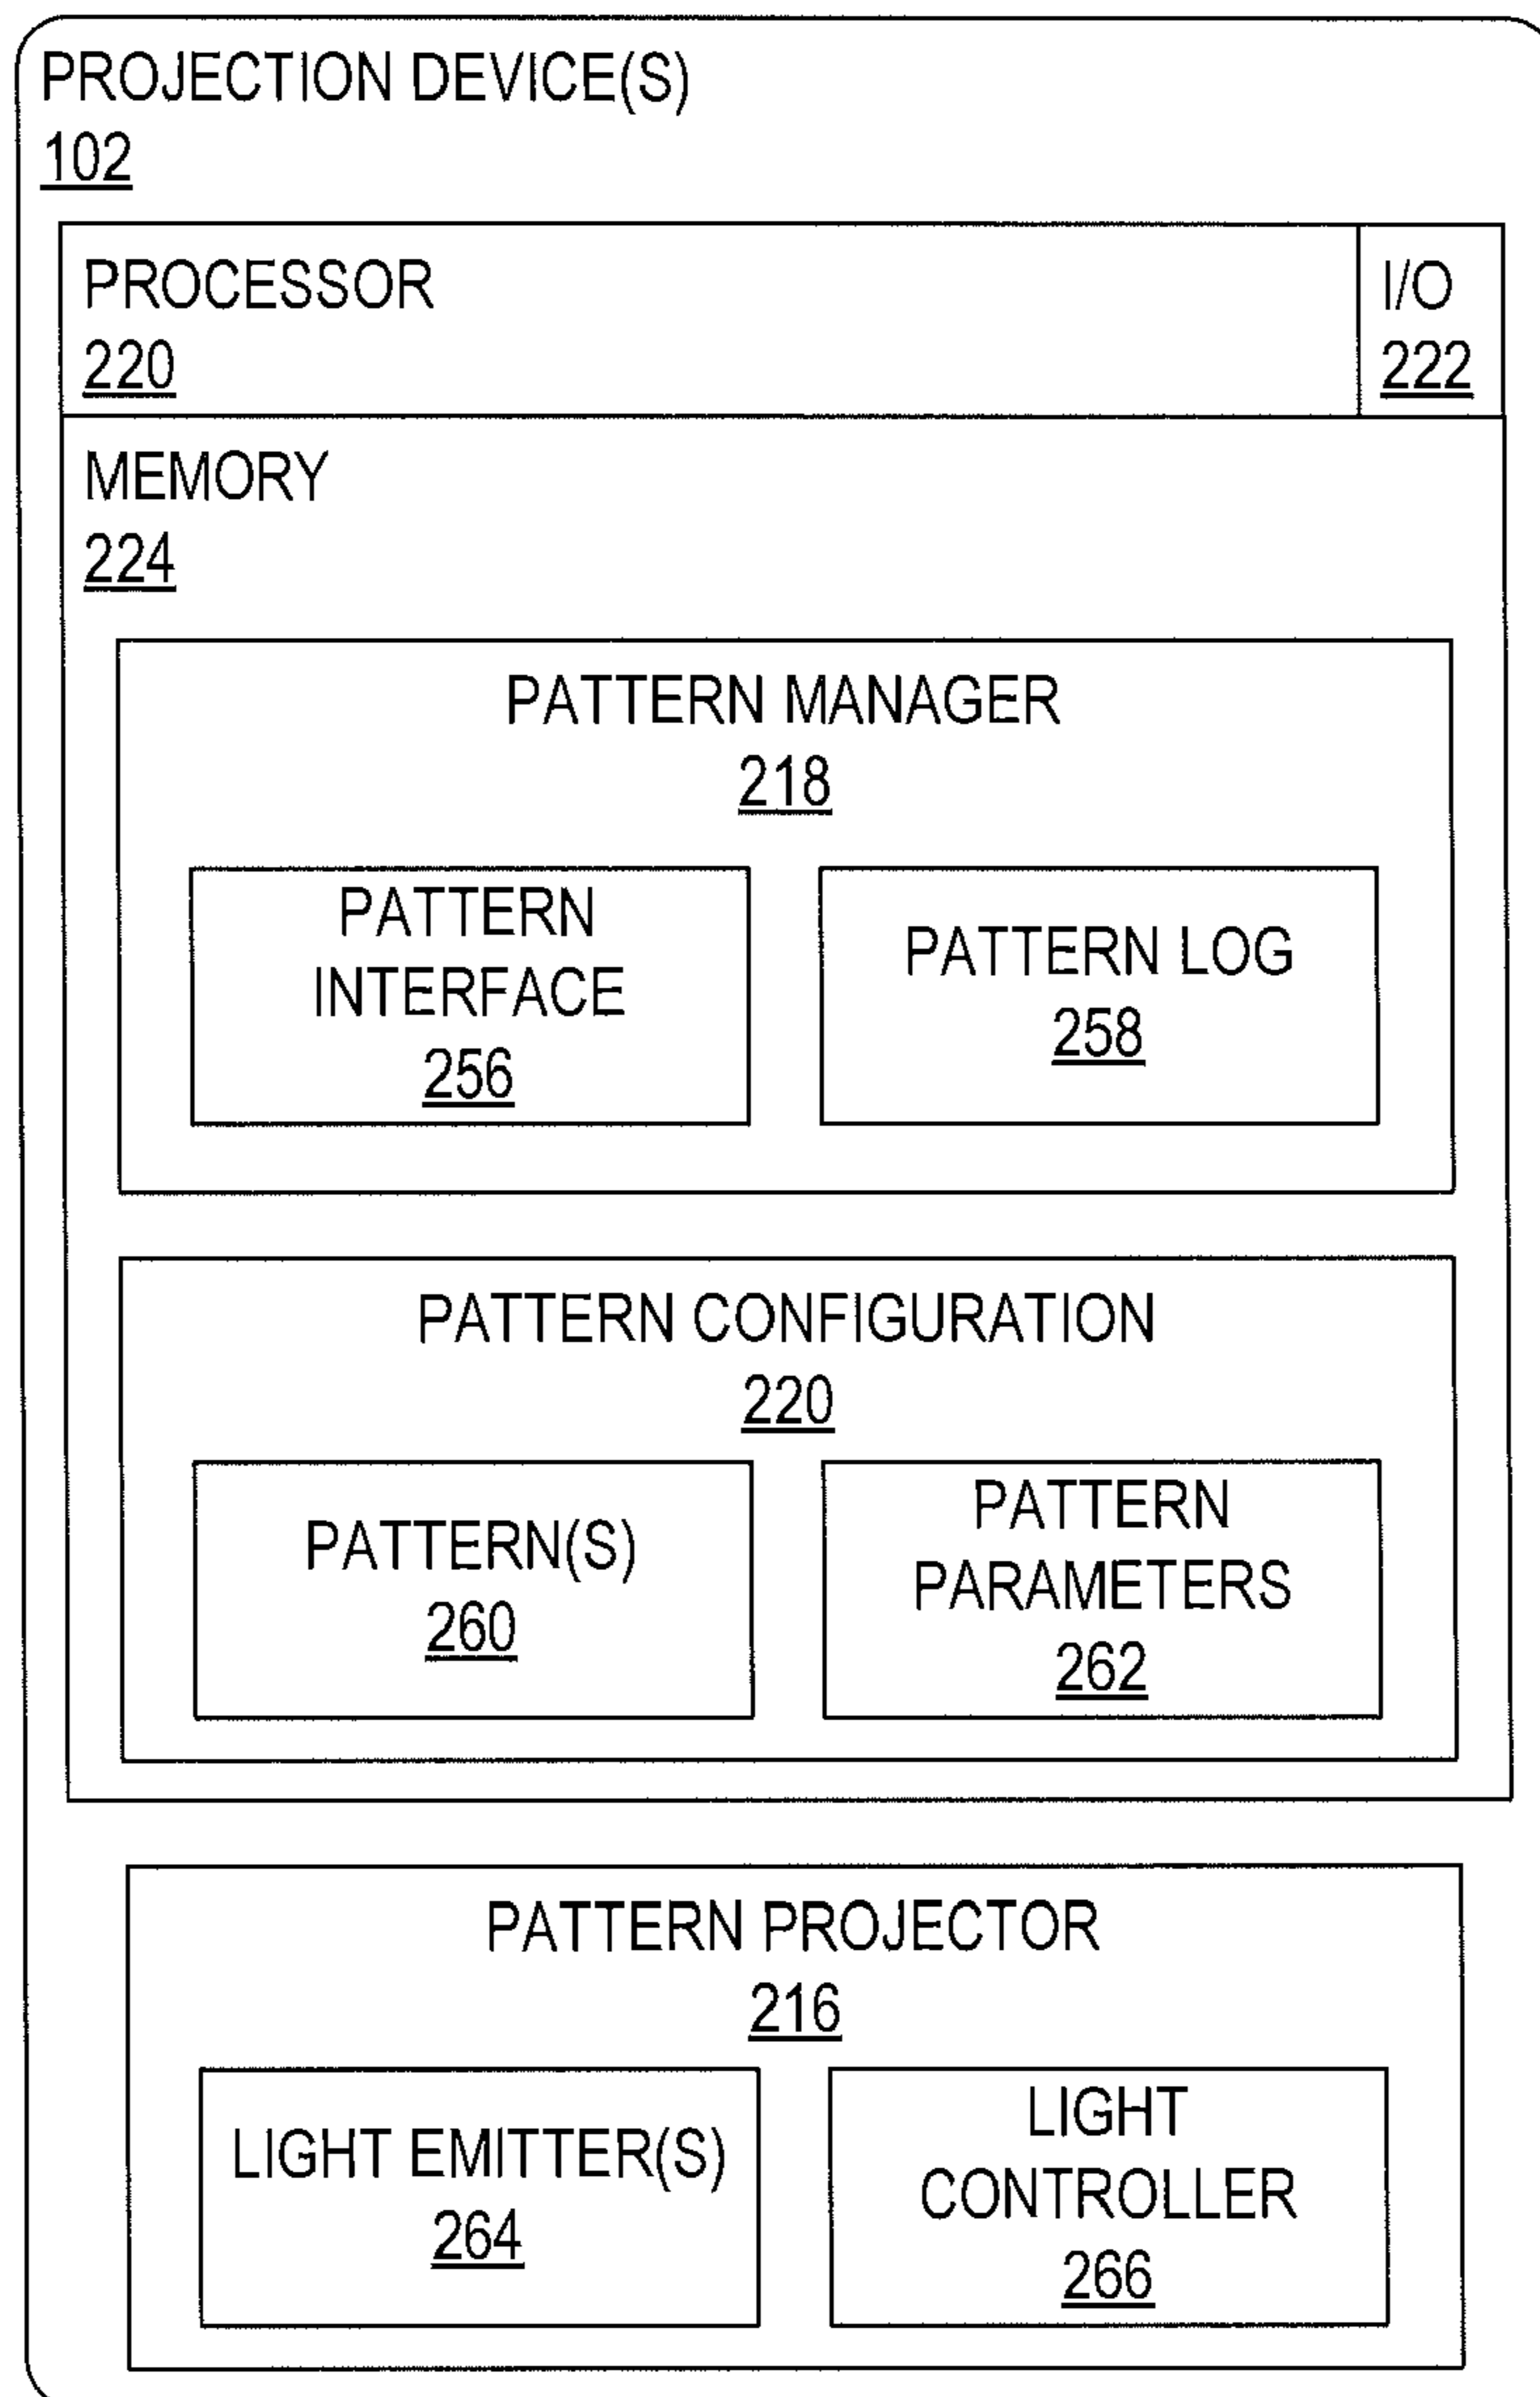 PROJECTION DEVICE(S)
102
PROCESSOR
220
I/O
222
MEMORY
224
PATTERN MANAGER
218
PATTERN
INTERFACE
256
PATTERN LOG
258
PATTERN CONFIGURATION
220
PATTERN(S)
260
PATTERN
PARAMETERS
262
PATTERN PROJECTOR
216
LIGHT EMITTER(S)
264
LIGHT
CONTROLLER
266